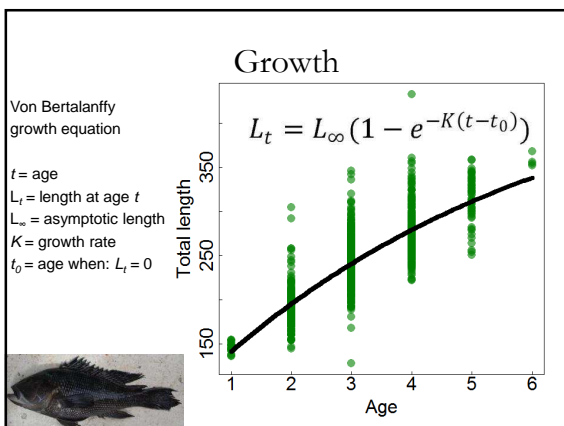 Growth
Von Bertalanffy
growth equation
t = age
Lₜ = length at age t
L∞ = asymptotic length
K = growth rate
t₀ = age when: Lₜ = 0
Lₜ = L∞(1 − e^{−K(t−t₀)})
Total length
350
250
150
1 2 3 4 5 6
Age